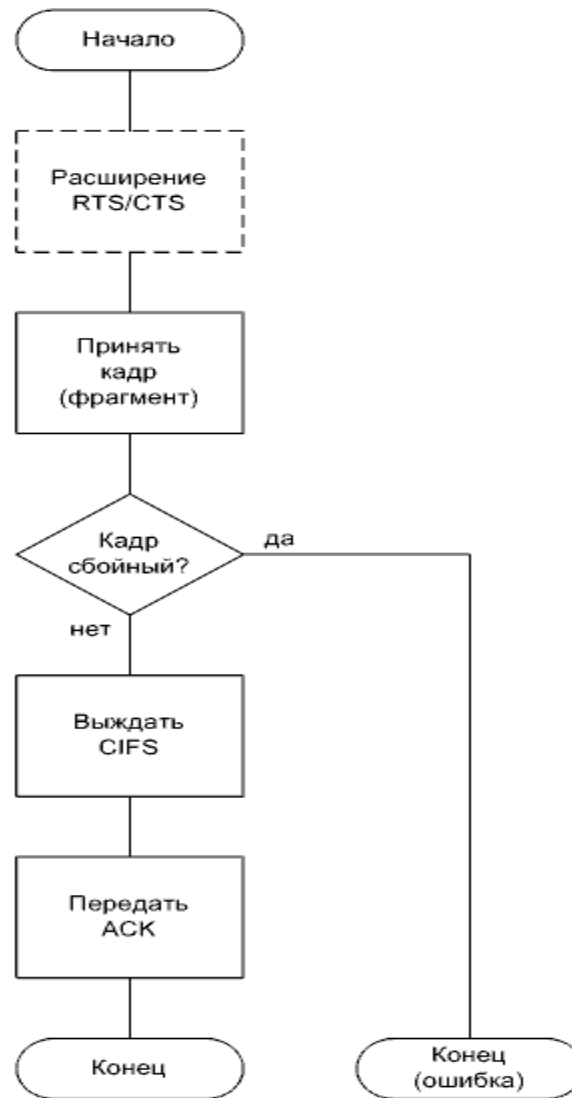 Начало
Расширение
RTS/CTS
Принять
кадр
(фрагмент)
Кадр
сбойный?
да
нет
Выждать
CIFS
Передать
ACK
Конец
Конец
(ошибка)